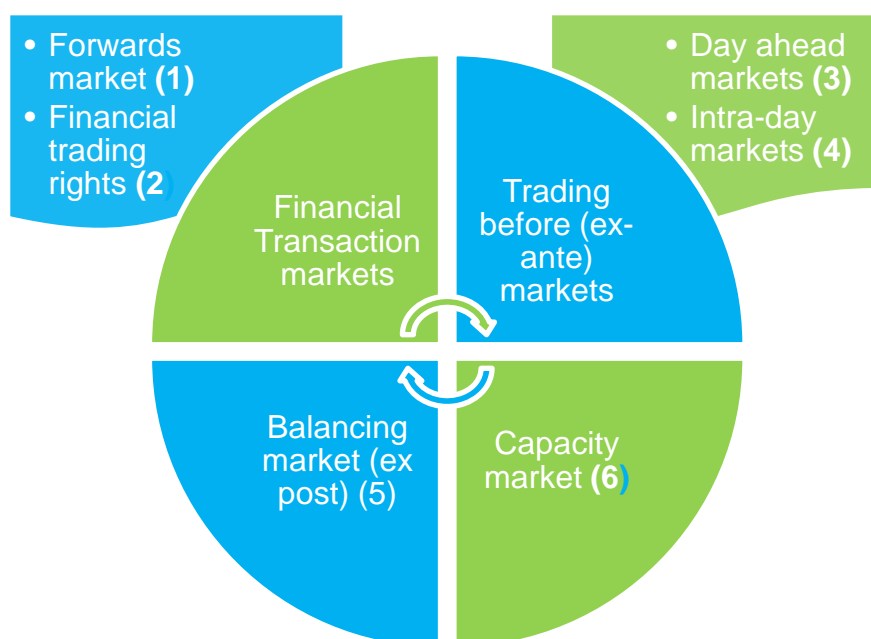 • Forwards
market (1)
• Financial
trading
rights (2)
• Day ahead
markets (3)
• Intra-day
markets (4)
Financial
Transaction
markets
Trading
before (ex-
ante)
markets
Balancing
market (ex
post) (5)
Capacity
market (6)